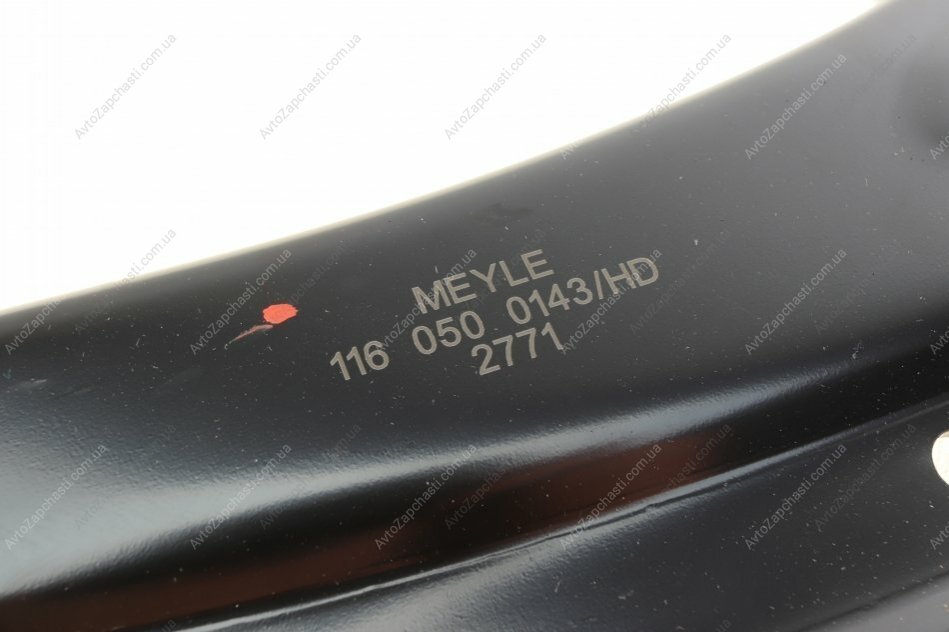 MEYLE
116 050 0143/HD
2771
AvtoZapchasti.com.ua